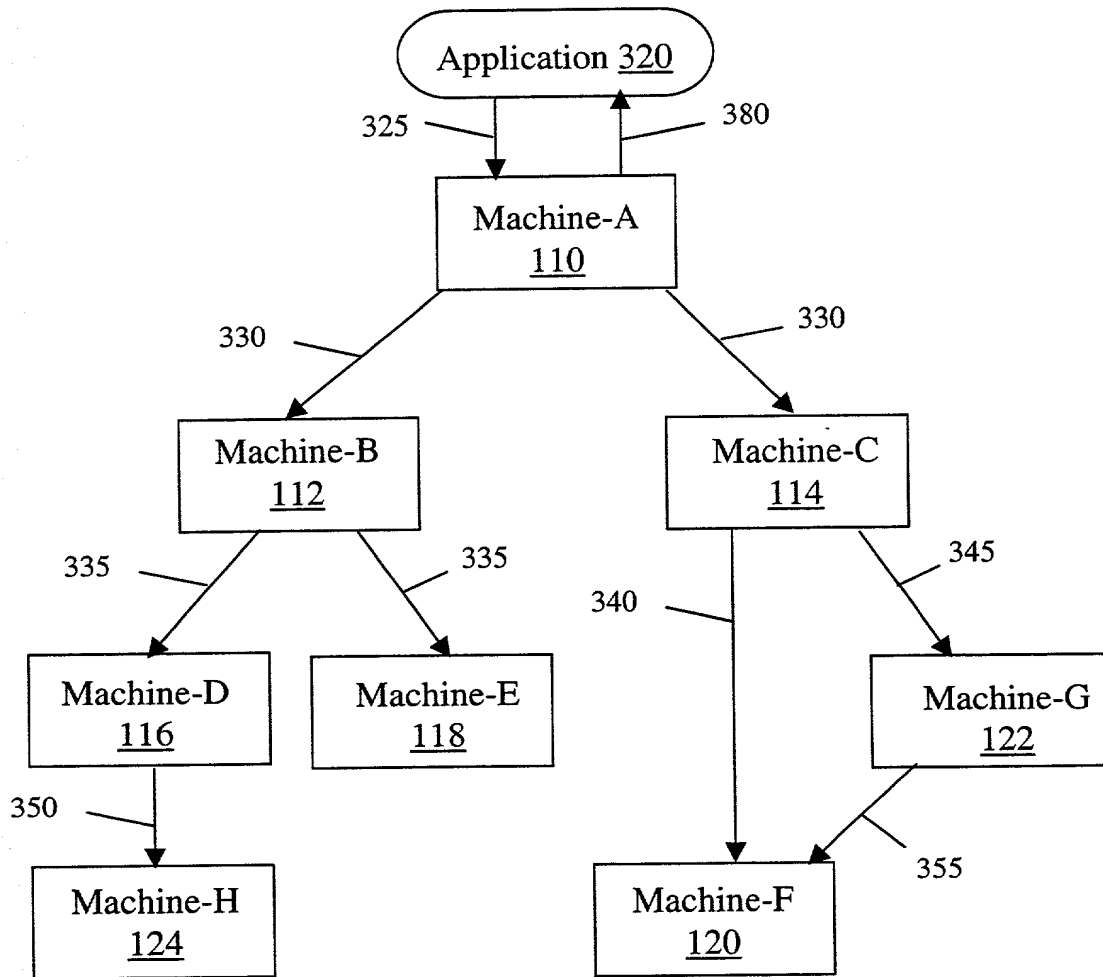 Application 320
325
380
Machine-A
110
330
330
Machine-B
112
Machine-C
114
335
335
340
345
Machine-D
116
Machine-E
118
Machine-G
122
350
355
Machine-H
124
Machine-F
120